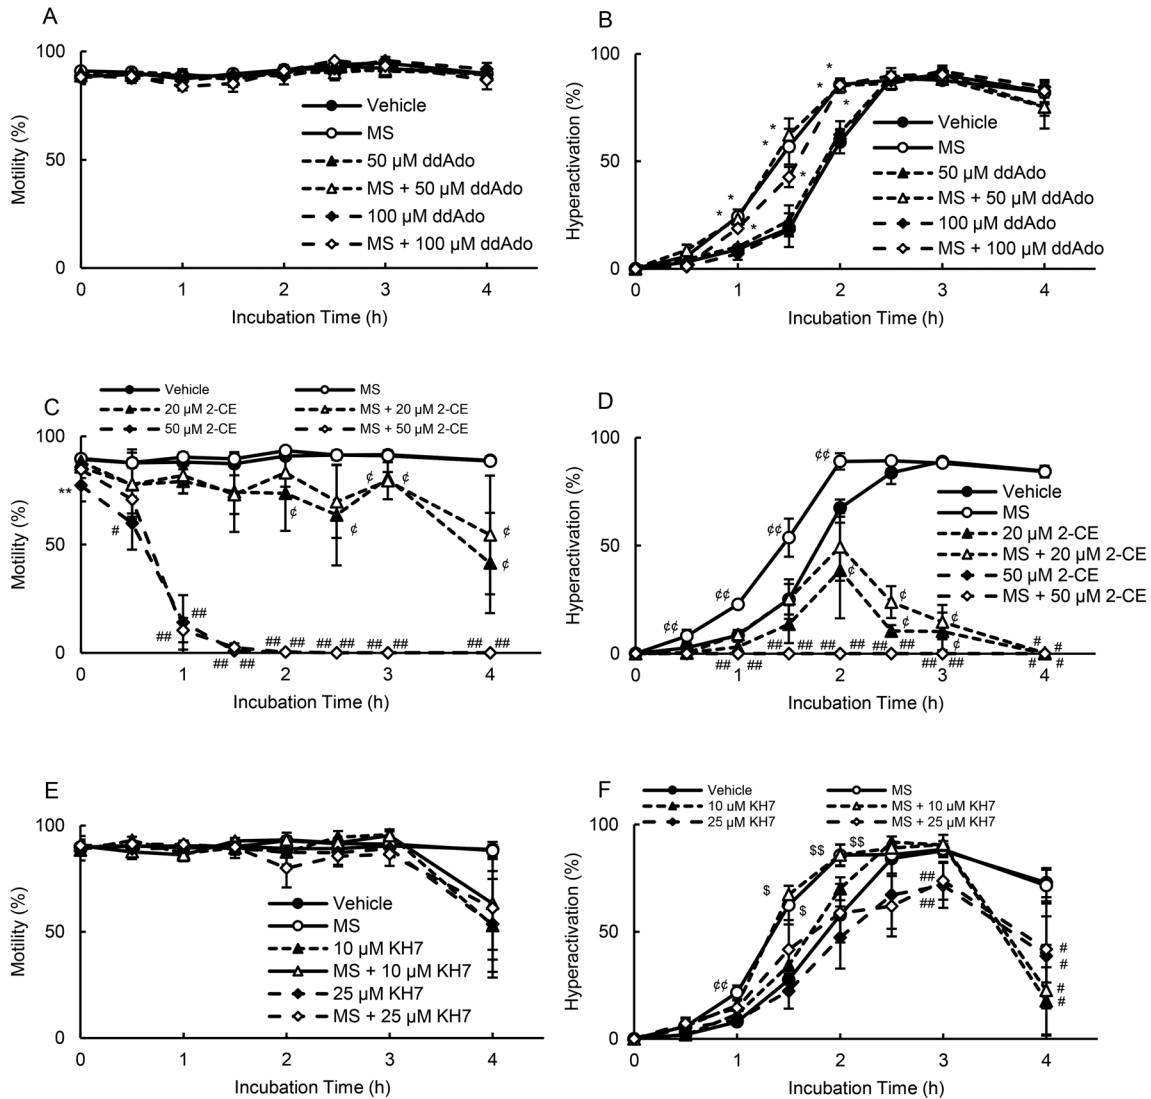 A
B
100
50
0
Motility (%)
Vehicle
MS
50 µM ddAdo
MS + 50 µM ddAdo
100 µM ddAdo
MS + 100 µM ddAdo
0 1 2 3 4
Incubation Time (h)
100
50
0
Hyperactivation (%)
* * * * * * * *
Vehicle
MS
50 µM ddAdo
MS + 50 µM ddAdo
100 µM ddAdo
MS + 100 µM ddAdo
0 1 2 3 4
Incubation Time (h)
C
Vehicle MS
20 µM 2-CE MS + 20 µM 2-CE
50 µM 2-CE MS + 50 µM 2-CE
100
50
0
Motility (%)
** # ## ## ## ## ## ## ## ## ## ## ## ##
¢ ¢ ¢ ¢ ¢ ¢
0 1 2 3 4
Incubation Time (h)
D
100
50
0
Hyperactivation (%)
¢¢ ¢¢ ¢¢ ¢¢
¢ ¢ ¢ ¢ ¢
## ## ## ## ## ## ## ## ## ##
# # # #
Vehicle
MS
20 µM 2-CE
MS + 20 µM 2-CE
50 µM 2-CE
MS + 50 µM 2-CE
0 1 2 3 4
Incubation Time (h)
E
100
50
0
Motility (%)
Vehicle
MS
10 µM KH7
MS + 10 µM KH7
25 µM KH7
MS + 25 µM KH7
0 1 2 3 4
Incubation Time (h)
F
Vehicle MS
10 µM KH7 MS + 10 µM KH7
25 µM KH7 MS + 25 µM KH7
100
50
0
Hyperactivation (%)
¢¢ $ $ $$ $$
##
##
#
#
#
#
0 1 2 3 4
Incubation Time (h)